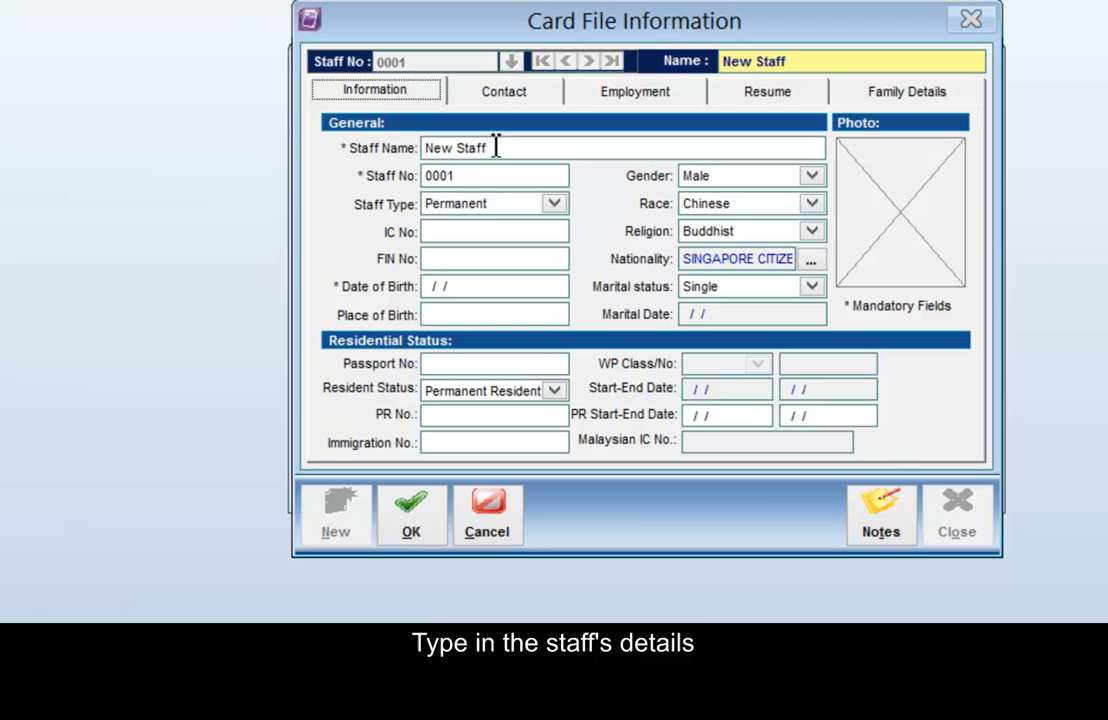 Card File Information
Staff No : 0001 Name : New Staff
Information Contact Employment Resume Family Details
General: Photo:
* Staff Name: New Staff
* Staff No: 0001 Gender: Male
Staff Type: Permanent Race: Chinese
IC No: Religion: Buddhist
FIN No: Nationality: SINGAPORE CITIZE ...
* Date of Birth: / / Marital status: Single
* Mandatory Fields
Place of Birth: Marital Date: / /
Residential Status:
Passport No: WP Class/No:
Resident Status: Permanent Resident Start-End Date: / / / /
PR No.: PR Start-End Date: / / / /
Immigration No.: Malaysian IC No.:
New OK Cancel Notes Close
Type in the staff's details